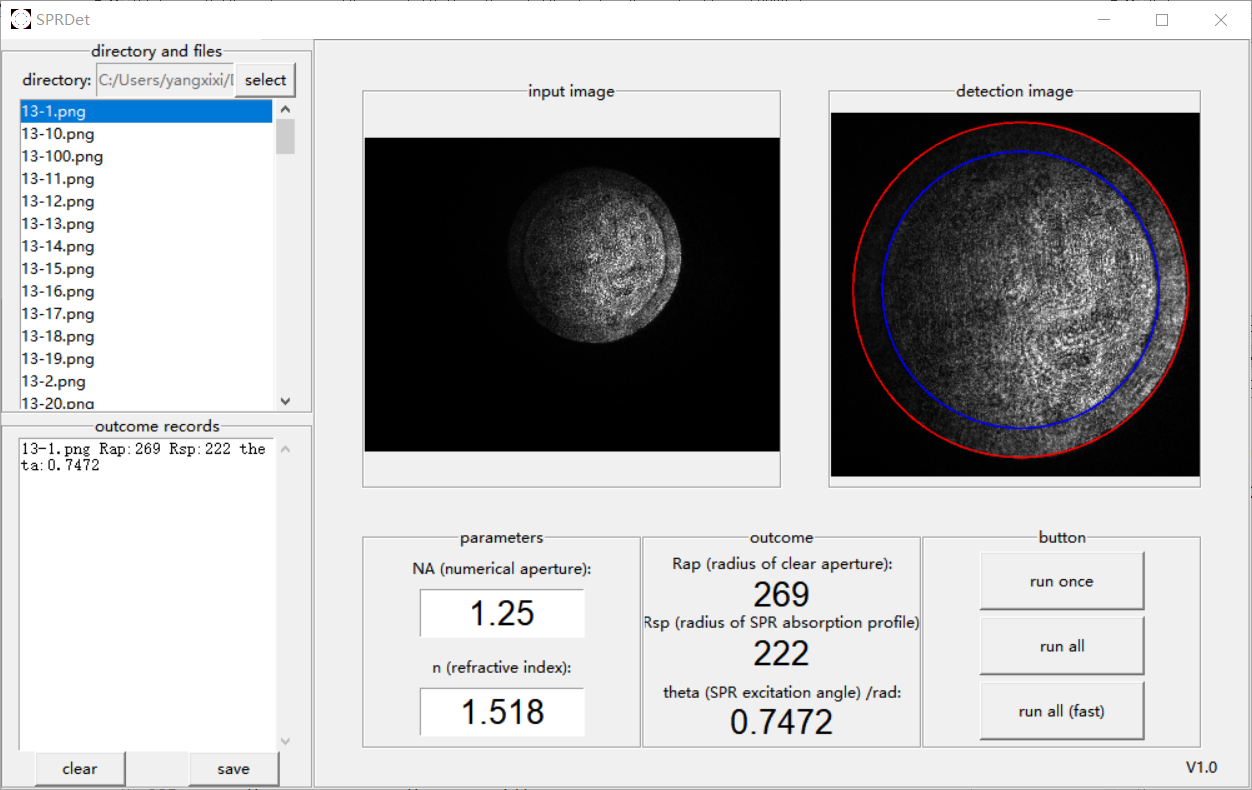 SPRDet
directory and files
directory: C:/Users/yangxixi/ select
13-1.png
13-10.png
13-100.png
13-11.png
13-12.png
13-13.png
13-14.png
13-15.png
13-16.png
13-17.png
13-18.png
13-19.png
13-2.png
13-20.png
outcome records
13-1.png Rap:269 Rsp:222 the
ta:0.7472
clear save
input image
detection image
parameters
NA (numerical aperture):
1.25
n (refractive index):
1.518
outcome
Rap (radius of clear aperture):
269
Rsp (radius of SPR absorption profile)
222
theta (SPR excitation angle) /rad:
0.7472
button
run once
run all
run all (fast)
V1.0